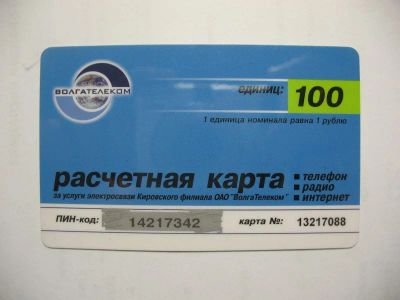 ВОЛГАТЕЛЕКОМ
единиц: 100
1 единица номинала равна 1 рублю
расчетная карта
за услуги электросвязи Кировского филиала ОАО "ВолгаТелеком"
▪ телефон
▪ радио
▪ интернет
ПИН-код: 14217342 карта №: 13217088